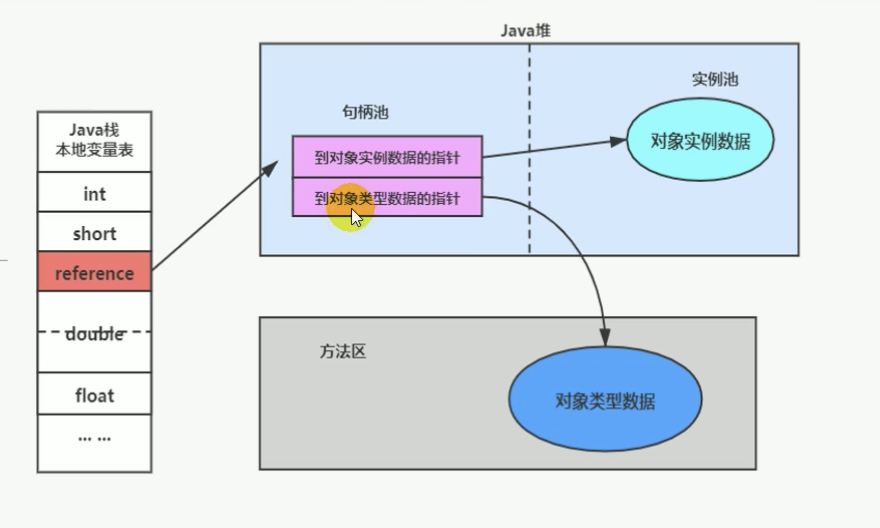 Java堆
实例池
句柄池
Java栈
本地变量表
到对象实例数据的指针
对象实例数据
int
到对象类型数据的指针
short
reference
double
方法区
float
对象类型数据
... ...